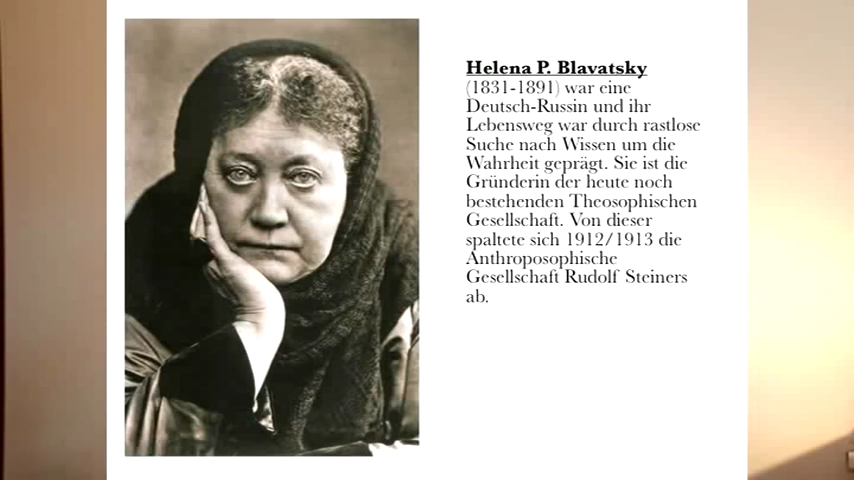 Helena P. Blavatsky
(1831-1891) war eine
Deutsch-Russin und ihr
Lebensweg war durch rastlose
Suche nach Wissen um die
Wahrheit geprägt. Sie ist die
Gründerin der heute noch
bestehenden Theosophischen
Gesellschaft. Von dieser
spaltete sich 1912/1913 die
Anthroposophische
Gesellschaft Rudolf Steiners
ab.